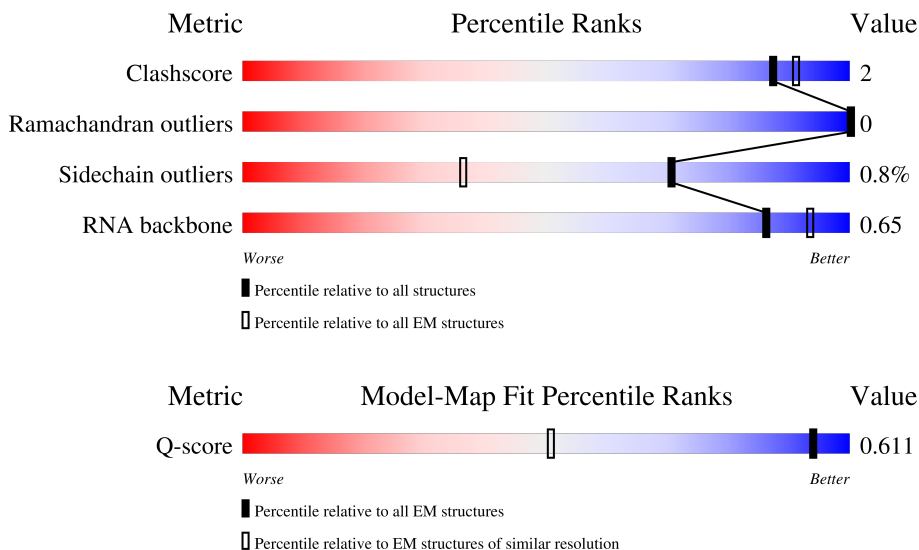 Metric Percentile Ranks Value
Clashscore 2
Ramachandran outliers 0
Sidechain outliers 0.8%
RNA backbone 0.65
Worse Better
Percentile relative to all structures
Percentile relative to all EM structures
Metric Model-Map Fit Percentile Ranks Value
Q-score 0.611
Worse Better
Percentile relative to all EM structures
Percentile relative to EM structures of similar resolution